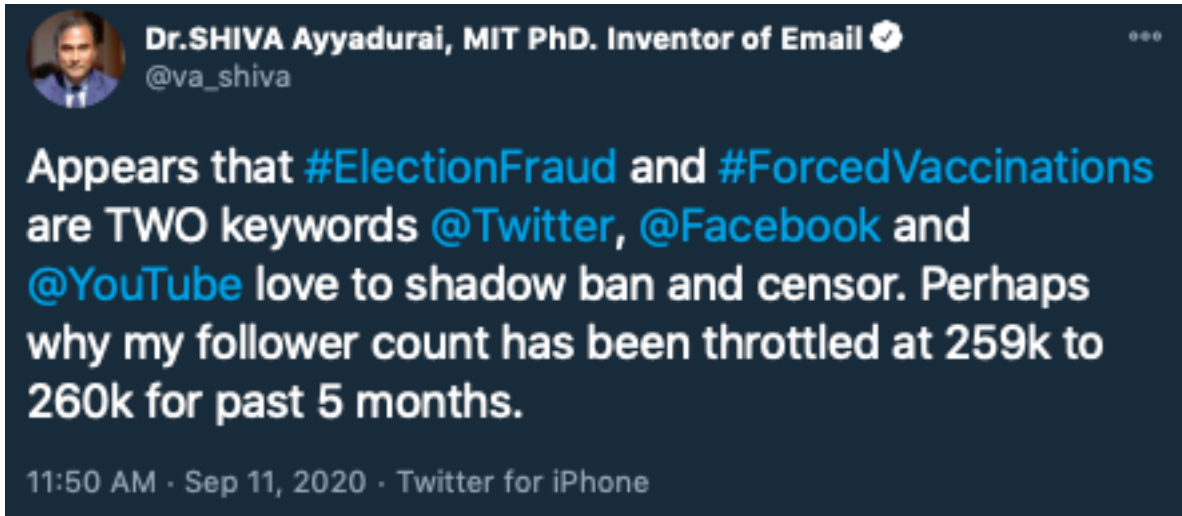 Dr.SHIVA Ayyadurai, MIT PhD. Inventor of Email
@va_shiva
Appears that #ElectionFraud and #ForcedVaccinations
are TWO keywords @Twitter, @Facebook and
@YouTube love to shadow ban and censor. Perhaps
why my follower count has been throttled at 259k to
260k for past 5 months.
11:50 AM · Sep 11, 2020 · Twitter for iPhone